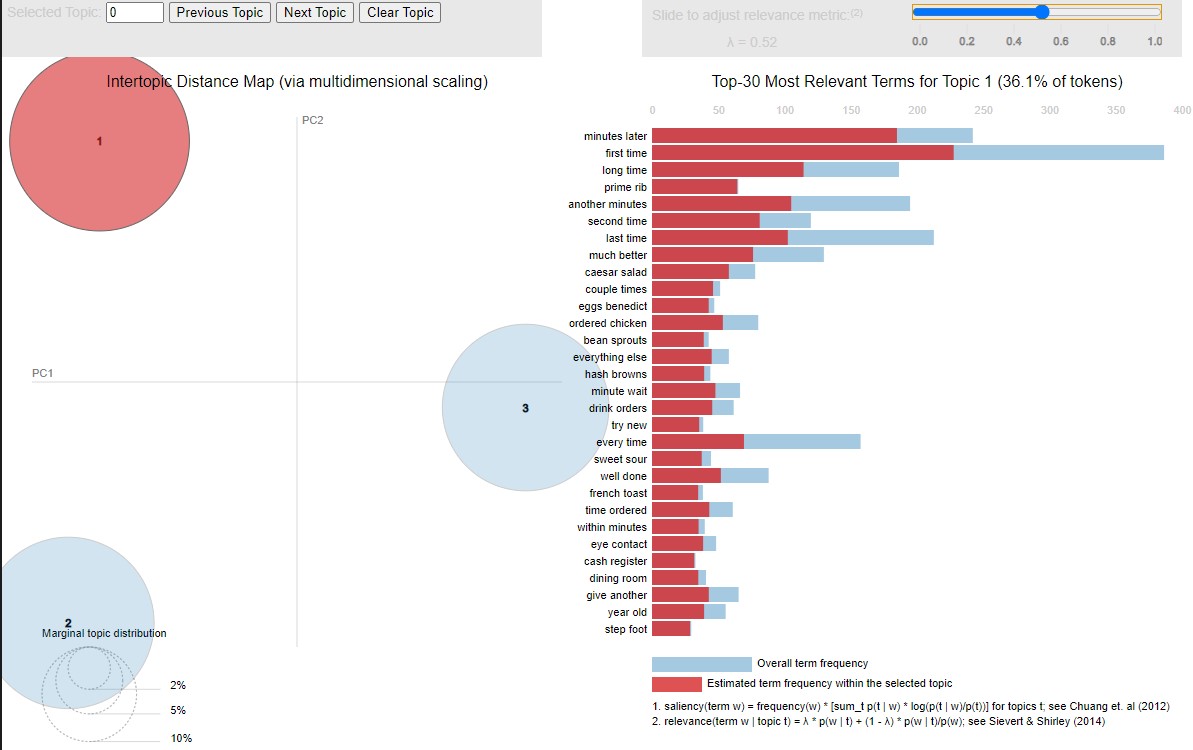 Selected Topic: 0 Previous Topic Next Topic Clear Topic
Slide to adjust relevance metric:(2)
λ = 0.52
0.0 0.2 0.4 0.6 0.8 1.0
Intertopic Distance Map (via multidimensional scaling)
PC2
PC1
1
3
2
Marginal topic distribution
2%
5%
10%
Top-30 Most Relevant Terms for Topic 1 (36.1% of tokens)
0 50 100 150 200 250 300 350 400
minutes later
first time
long time
prime rib
another minutes
second time
last time
much better
caesar salad
couple times
eggs benedict
ordered chicken
bean sprouts
everything else
hash browns
minute wait
drink orders
try new
every time
sweet sour
well done
french toast
time ordered
within minutes
eye contact
cash register
dining room
give another
year old
step foot
Overall term frequency
Estimated term frequency within the selected topic
1. saliency(term w) = frequency(w) * [sum_t p(t | w) * log(p(t | w)/p(t))] for topics t; see Chuang et. al (2012)
2. relevance(term w | topic t) = λ * p(w | t) + (1 - λ) * p(w | t)/p(w); see Sievert & Shirley (2014)